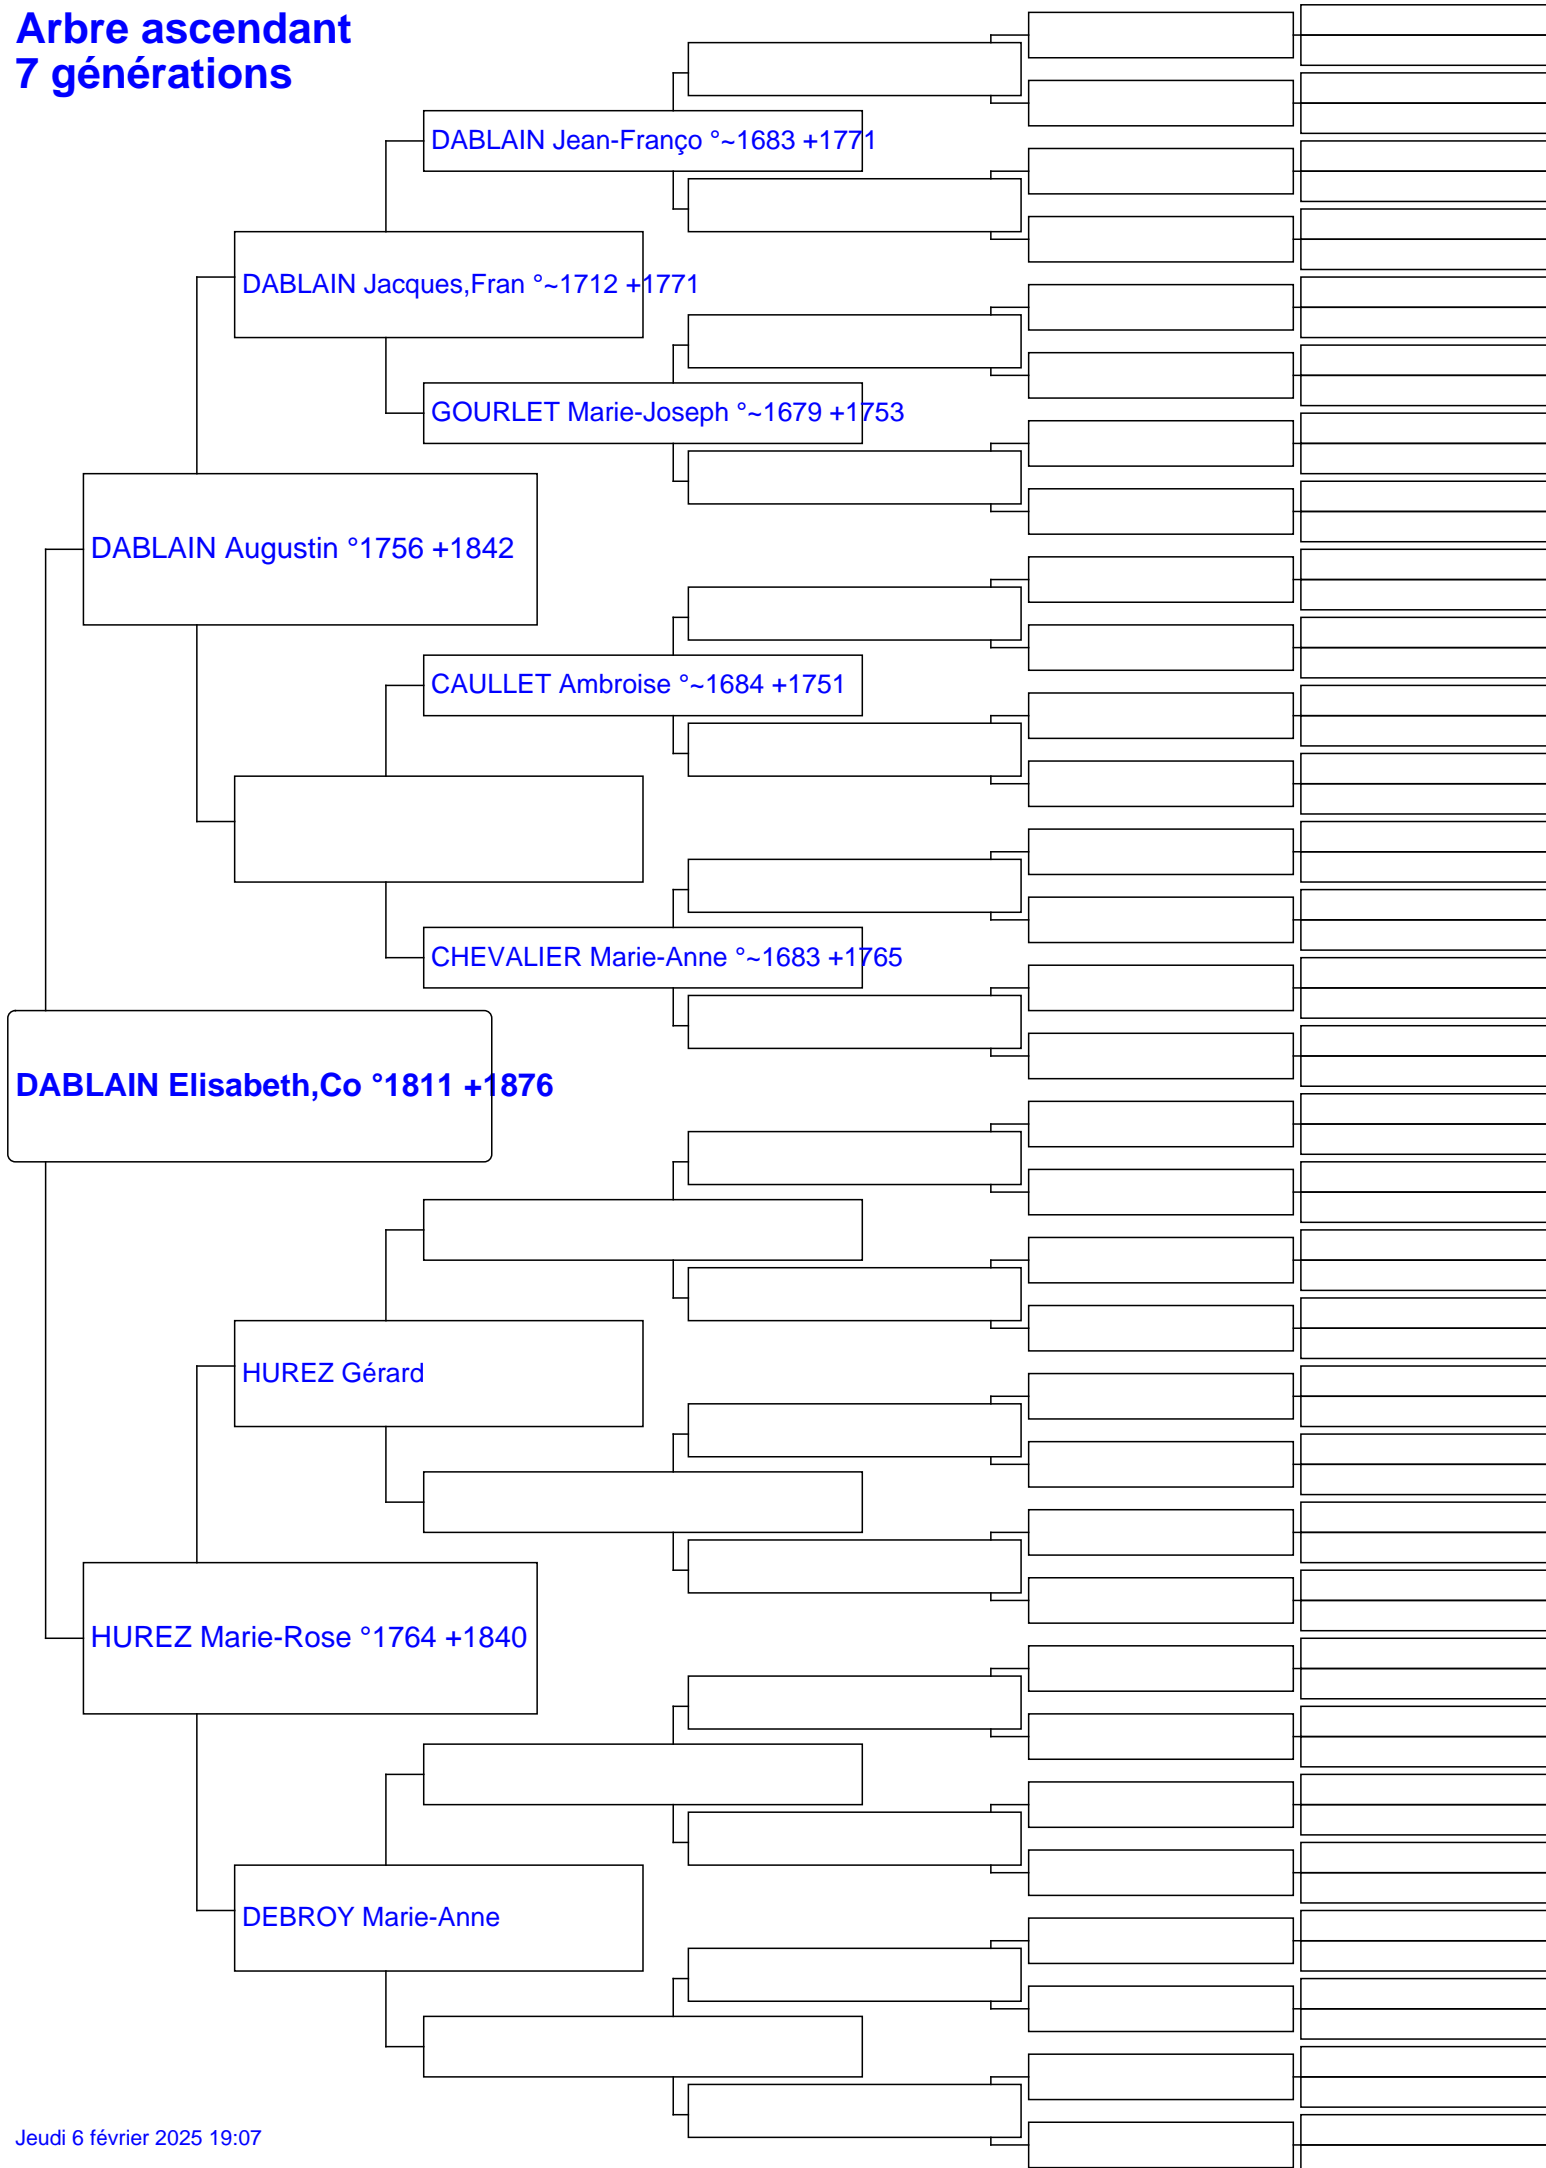 Arbre ascendant
7 générations
DABLAIN Jean-Franço °~1683 +1771
DABLAIN Jacques,Fran °~1712 +1771
GOURLET Marie-Joseph °~1679 +1753
DABLAIN Augustin °1756 +1842
CAULLET Ambroise °~1684 +1751
CHEVALIER Marie-Anne °~1683 +1765
DABLAIN Elisabeth,Co °1811 +1876
HUREZ Gérard
HUREZ Marie-Rose °1764 +1840
DEBROY Marie-Anne
Jeudi 6 février 2025 19:07